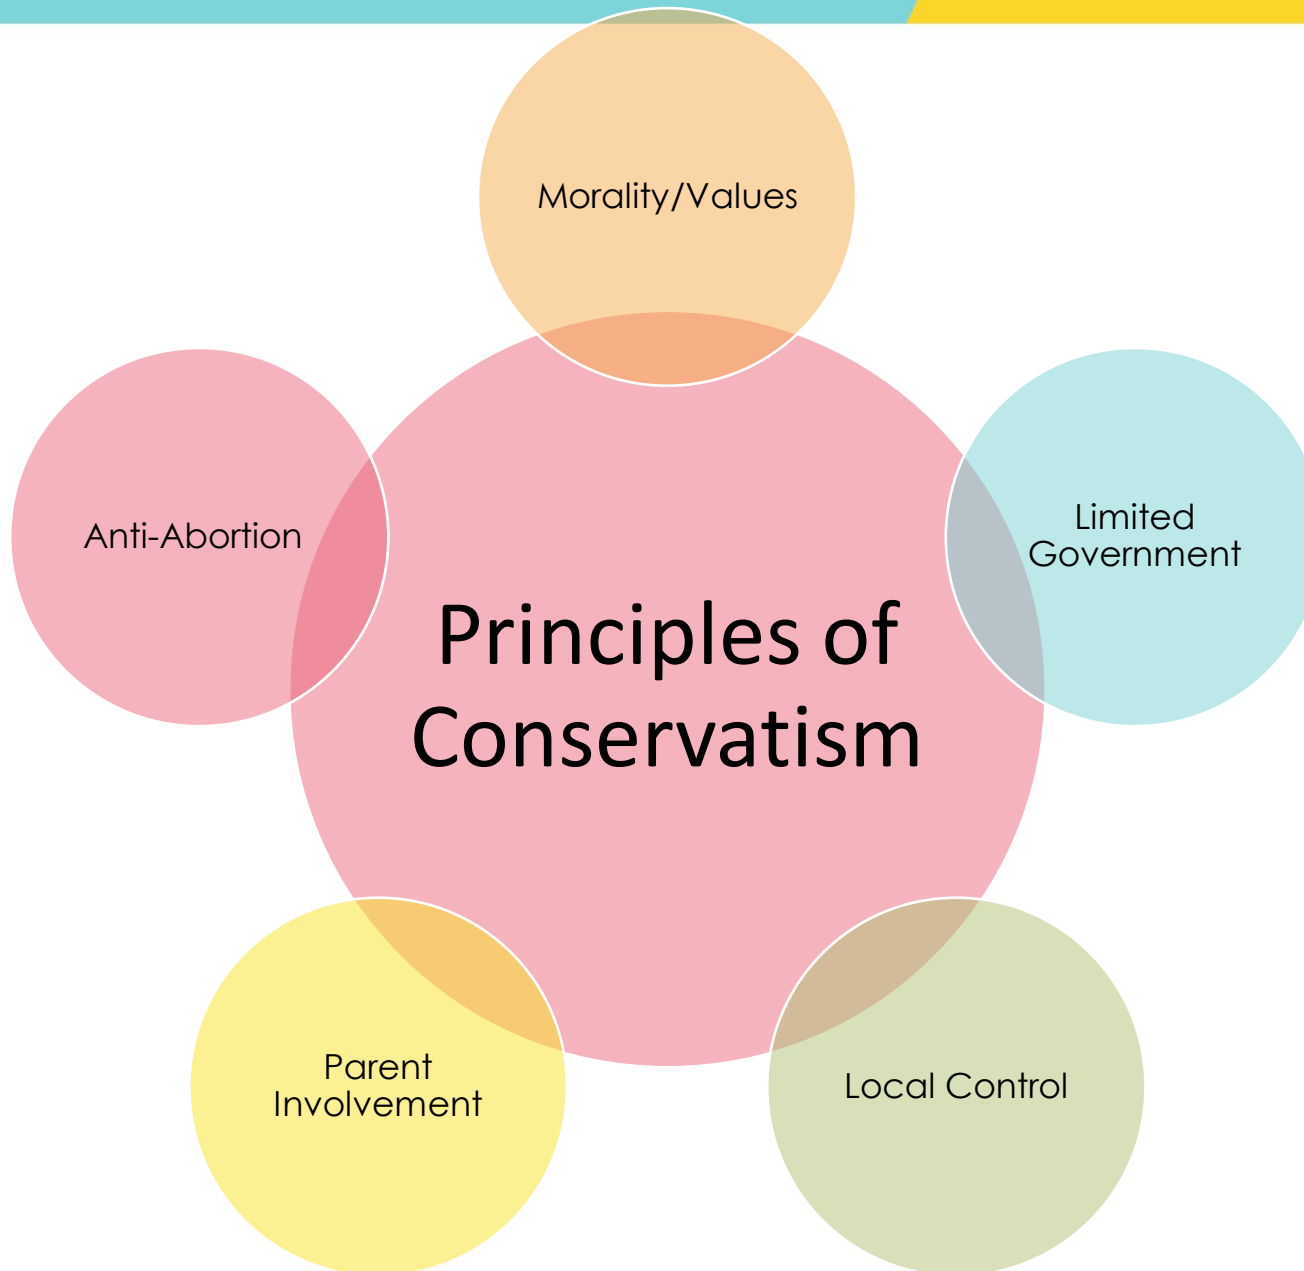 Morality/Values
Limited
Government
Anti-Abortion
Principles of
Conservatism
Parent
Involvement
Local Control